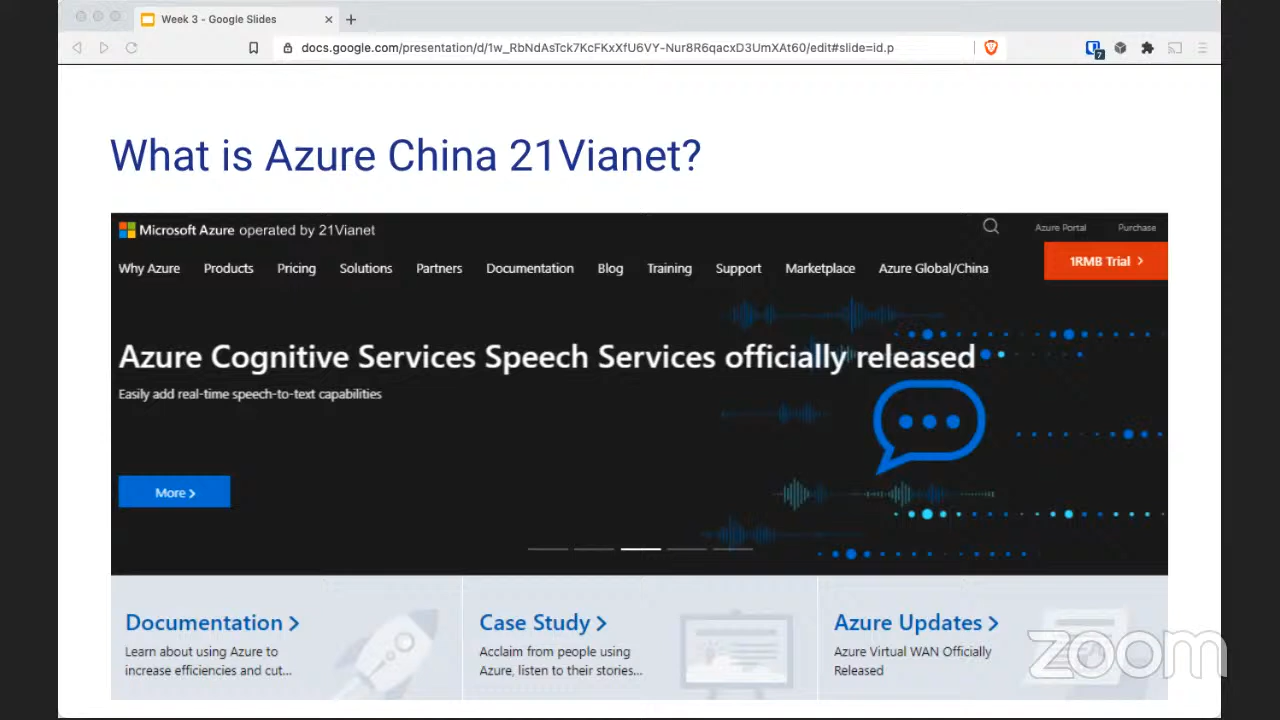 Week 3 - Google Slides
docs.google.com/presentation/d/1w_RbNdAsTck7KcFKxXfU6VY-Nur8R6qacxD3UmXAt60/edit#slide=id.p
7
What is Azure China 21Vianet?
Microsoft Azure operated by 21Vianet
Azure Portal Purchase
Why Azure Products Pricing Solutions Partners Documentation Blog Training Support Marketplace Azure Global/China
1RMB Trial >
Azure Cognitive Services Speech Services officially released
Easily add real-time speech-to-text capabilities
More >
Documentation >
Learn about using Azure to
increase efficiencies and cut...
Case Study >
Acclaim from people using
Azure, listen to their stories...
Azure Updates >
Azure Virtual WAN Officially
Released
zoom